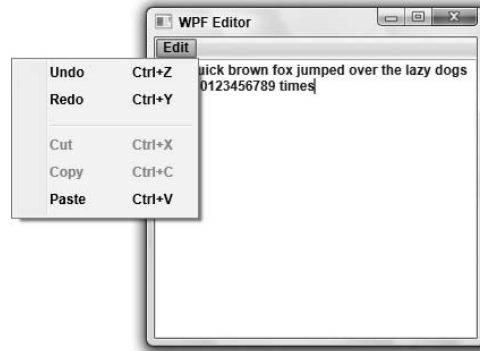 WPF Editor
Edit
uick brown fox jumped over the lazy dogs
0123456789 times
Undo Ctrl+Z
Redo Ctrl+Y
Cut Ctrl+X
Copy Ctrl+C
Paste Ctrl+V